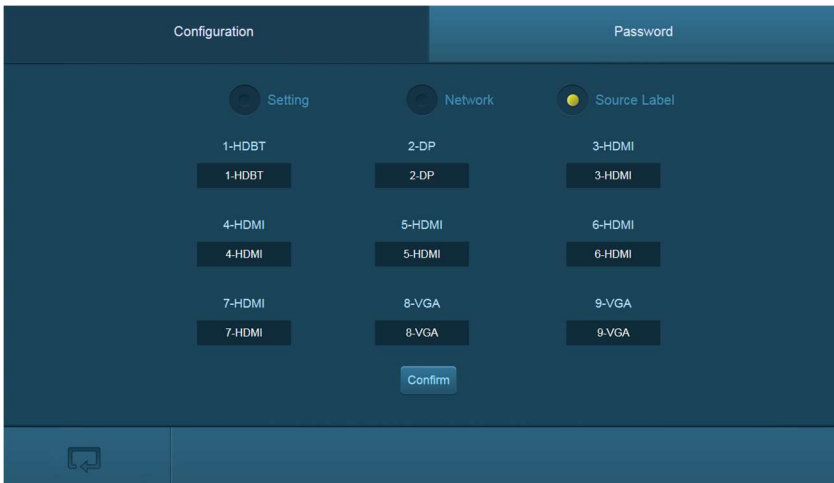 Configuration Password
Setting Network Source Label
1-HDBT 2-DP 3-HDMI
1-HDBT 2-DP 3-HDMI
4-HDMI 5-HDMI 6-HDMI
4-HDMI 5-HDMI 6-HDMI
7-HDMI 8-VGA 9-VGA
7-HDMI 8-VGA 9-VGA
Confirm